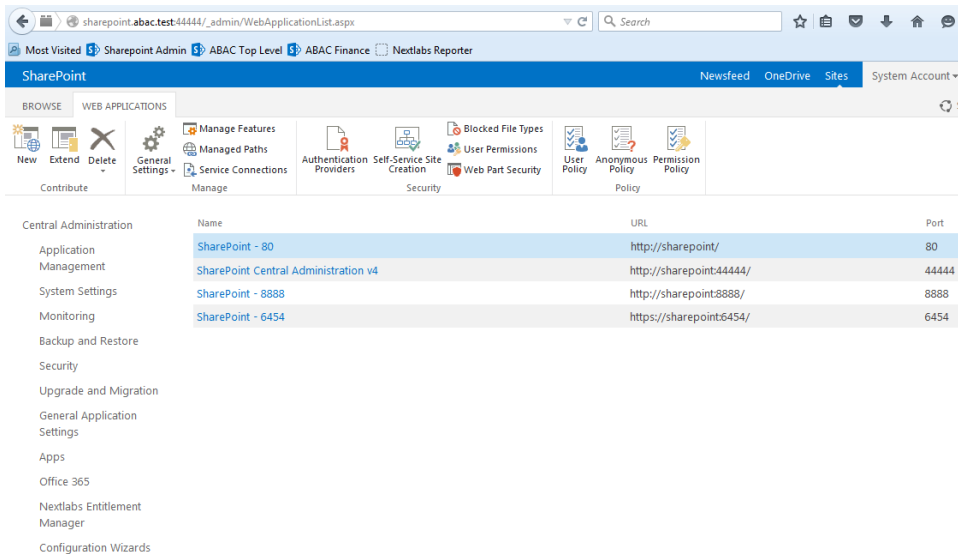 sharepoint.abac.test:44444/_admin/WebApplicationList.aspx
Search
Most Visited Sharepoint Admin ABAC Top Level ABAC Finance Nextlabs Reporter
SharePoint Newsfeed OneDrive Sites System Account
BROWSE WEB APPLICATIONS
New Extend Delete
General Settings
Manage Features
Managed Paths
Service Connections
Authentication Providers
Self-Service Site Creation
Blocked File Types
User Permissions
Web Part Security
User Policy
Anonymous Policy
Permission Policy
Contribute Manage Security Policy
Central Administration
Application
Management
System Settings
Monitoring
Backup and Restore
Security
Upgrade and Migration
General Application
Settings
Apps
Office 365
Nextlabs Entitlement
Manager
Configuration Wizards
Name URL Port
SharePoint - 80 http://sharepoint/ 80
SharePoint Central Administration v4 http://sharepoint:44444/ 44444
SharePoint - 8888 http://sharepoint:8888/ 8888
SharePoint - 6454 https://sharepoint:6454/ 6454